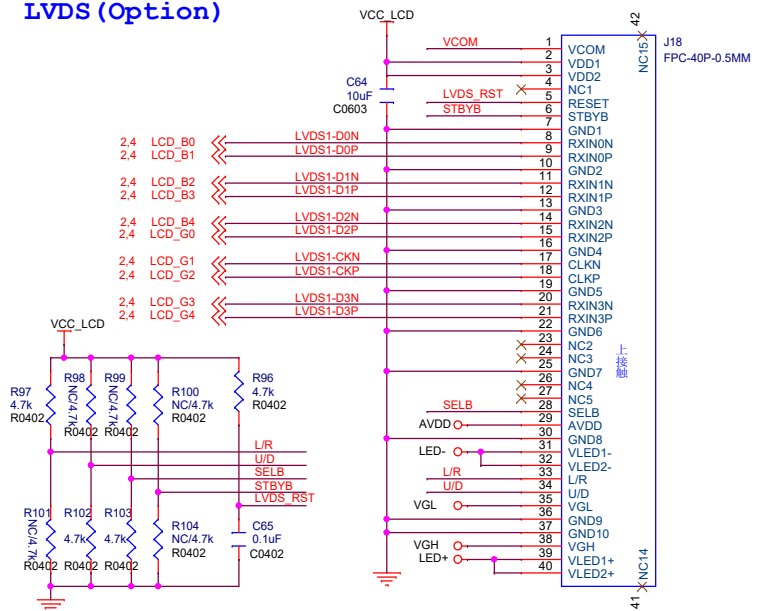 LVDS(Option)
VCC_LCD
42
NC15
J18
FPC-40P-0.5MM
VCOM 1 VCOM
2 VDD1
3 VDD2
4 NC1
C64
10uF
C0603
LVDS_RST 5 RESET
STBYB 6 STBYB
7 GND1
2,4 LCD_B0 LVDS1-D0N 8 RXIN0N
2,4 LCD_B1 LVDS1-D0P 9 RXIN0P
10 GND2
2,4 LCD_B2 LVDS1-D1N 11 RXIN1N
2,4 LCD_B3 LVDS1-D1P 12 RXIN1P
13 GND3
2,4 LCD_B4 LVDS1-D2N 14 RXIN2N
2,4 LCD_G0 LVDS1-D2P 15 RXIN2P
16 GND4
2,4 LCD_G1 LVDS1-CKN 17 CLKN
2,4 LCD_G2 LVDS1-CKP 18 CLKP
19 GND5
2,4 LCD_G3 LVDS1-D3N 20 RXIN3N
2,4 LCD_G4 LVDS1-D3P 21 RXIN3P
22 GND6
23 NC2
24 NC3
25 GND7
26 NC4
27 NC5
上接触
SELB 28 SELB
AVDD 29 AVDD
30 GND8
LED- 31 VLED1-
32 VLED2-
L/R 33 L/R
U/D 34 U/D
VGL 35 VGL
36 GND9
37 GND10
VGH 38 VGH
LED+ 39 VLED1+
40 VLED2+
NC14
41
VCC_LCD
R97
4.7k
R0402
R98
NC/4.7k
R0402
R99
NC/4.7k
R0402
R100
NC/4.7k
R0402
R96
4.7k
R0402
L/R
U/D
SELB
STBYB
LVDS_RST
R101
NC/4.7k
R0402
R102
4.7k
R0402
R103
4.7k
R0402
R104
NC/4.7k
R0402
C65
0.1uF
C0402